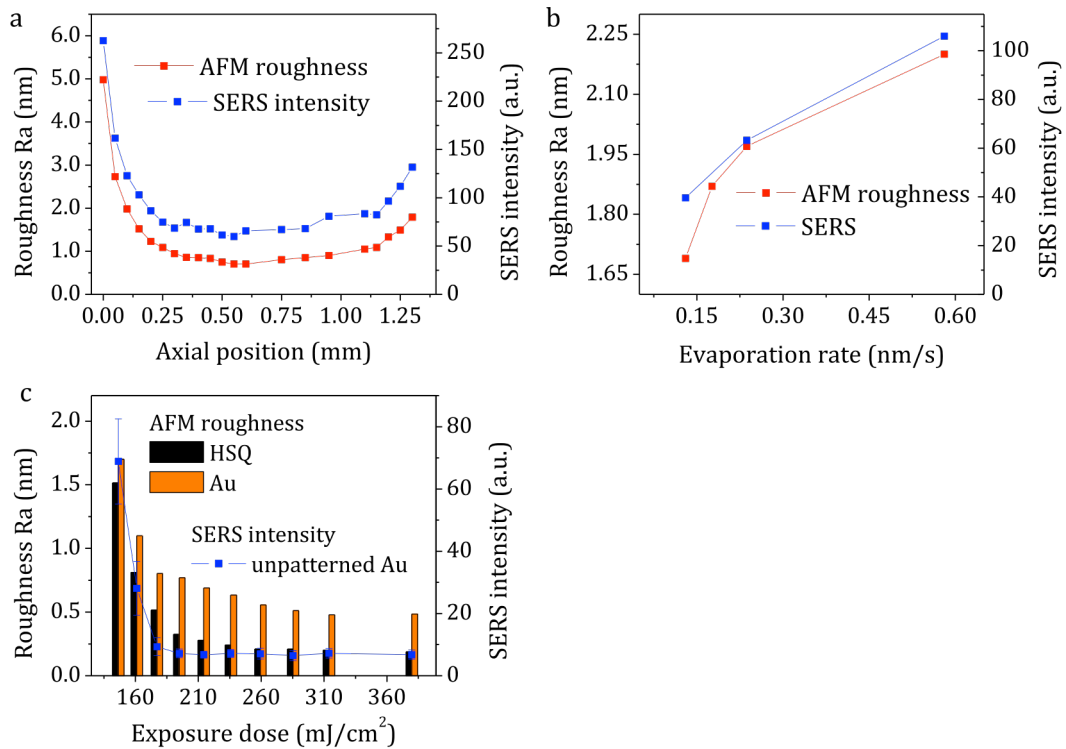 a
6.0
5.0
4.0
3.0
2.0
1.0
0.0
Roughness Ra (nm)
AFM roughness
SERS intensity
250
200
150
100
50
0
SERS intensity (a.u.)
0.00 0.25 0.50 0.75 1.00 1.25
Axial position (mm)
b
2.25
2.10
1.95
1.80
1.65
Roughness Ra (nm)
AFM roughness
SERS
100
80
60
40
20
0
SERS intensity (a.u.)
0.15 0.30 0.45 0.60
Evaporation rate (nm/s)
c
2.0
1.5
1.0
0.5
0.0
Roughness Ra (nm)
AFM roughness
HSQ
Au
SERS intensity
unpatterned Au
80
60
40
20
0
SERS intensity (a.u.)
160 210 260 310 360
Exposure dose (mJ/cm²)